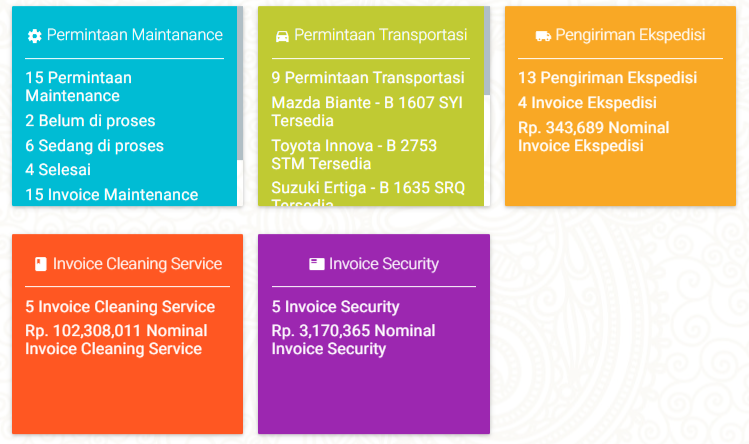 Permintaan Maintanance
15 Permintaan
Maintenance
2 Belum di proses
6 Sedang di proses
4 Selesai
15 Invoice Maintenance
Permintaan Transportasi
9 Permintaan Transportasi
Mazda Biante - B 1607 SYI
Tersedia
Toyota Innova - B 2753
STM Tersedia
Suzuki Ertiga - B 1635 SRQ
Tersedia
Pengiriman Ekspedisi
13 Pengiriman Ekspedisi
4 Invoice Ekspedisi
Rp. 343,689 Nominal
Invoice Ekspedisi
Invoice Cleaning Service
5 Invoice Cleaning Service
Rp. 102,308,011 Nominal
Invoice Cleaning Service
Invoice Security
5 Invoice Security
Rp. 3,170,365 Nominal
Invoice Security